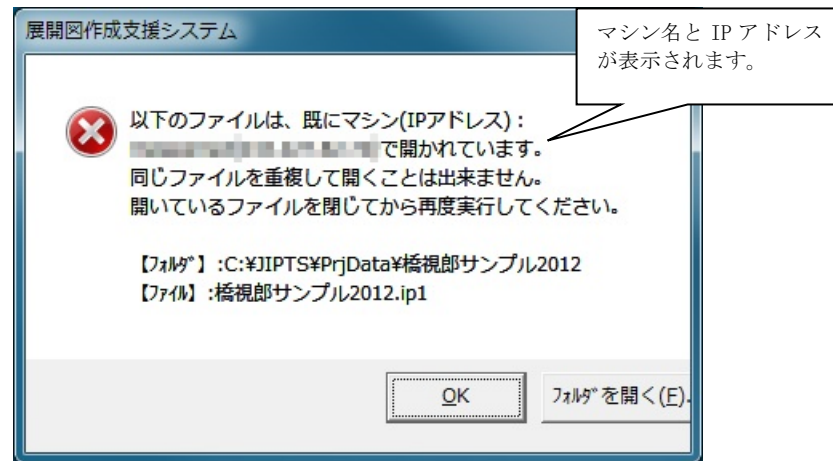 展開図作成支援システム
マシン名と IP アドレス
が表示されます。
以下のファイルは、既にマシン(IPアドレス)：
で開かれています。
同じファイルを重複して開くことは出来ません。
開いているファイルを閉じてから再度実行してください。
【ﾌｫﾙﾀﾞ】:C:¥JIPTS¥PrjData¥橋視郎サンプル2012
【ﾌｧｲﾙ】:橋視郎サンプル2012.ip1
OK
ﾌｫﾙﾀﾞを開く(F).